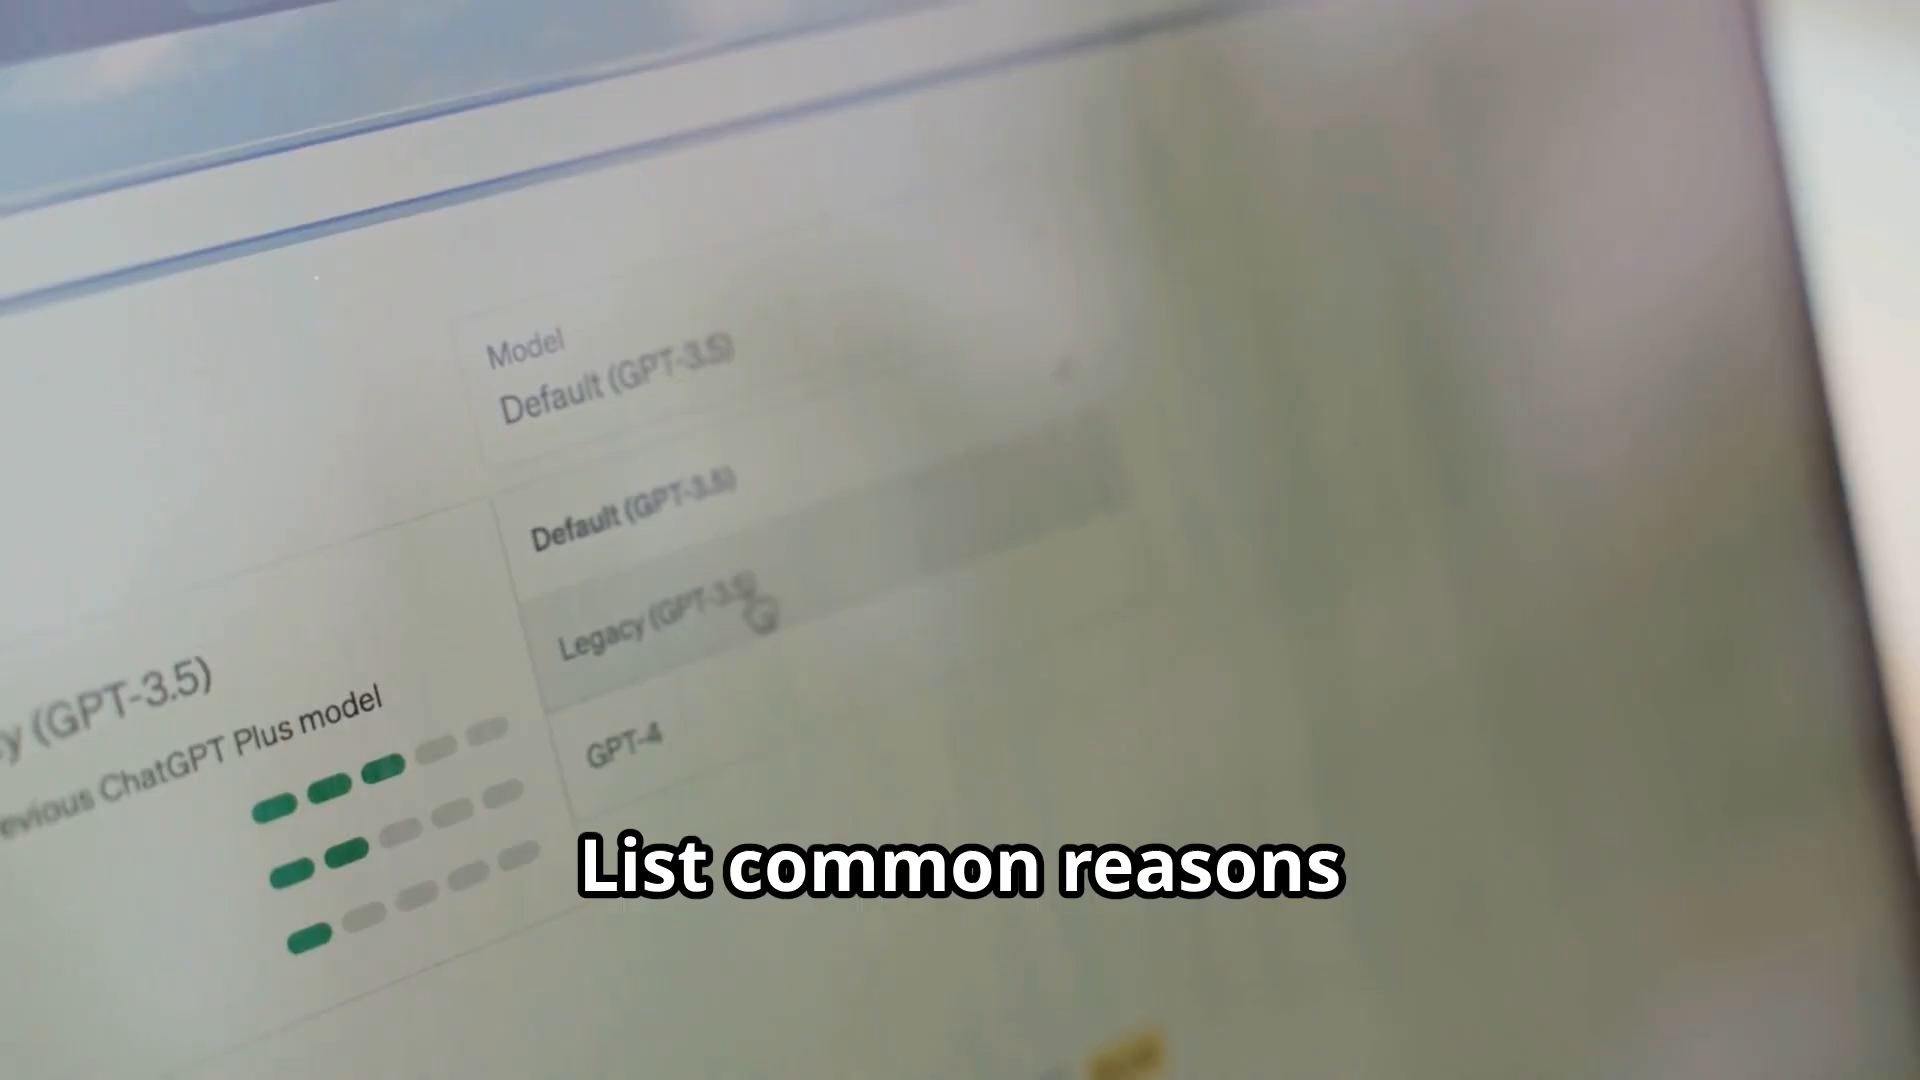 Model
Default (GPT-3.5)
Default (GPT-3.5)
Legacy (GPT-3.5)
GPT-4
y (GPT-3.5)
evious ChatGPT Plus model
List common reasons